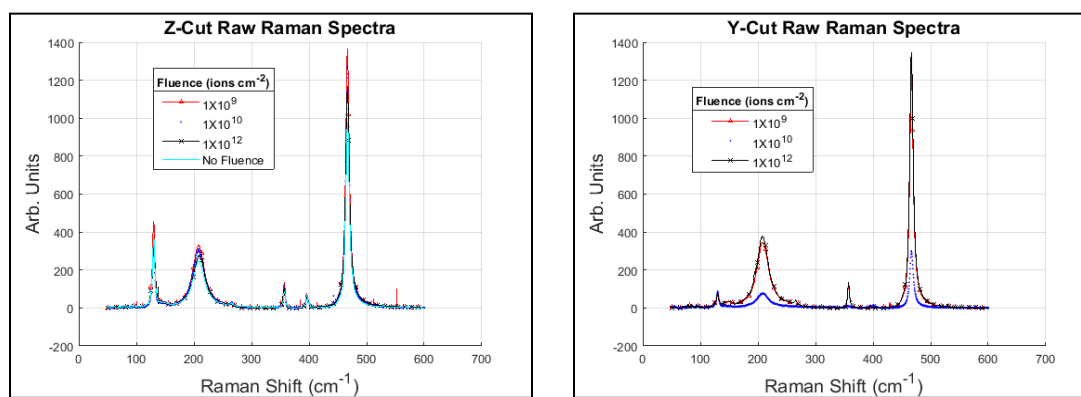 Z-Cut Raw Raman Spectra
Arb. Units
1400
1200
1000
800
600
400
200
0
-200
Fluence (ions cm⁻²)
1X10⁹
1X10¹⁰
1X10¹²
No Fluence
0 100 200 300 400 500 600 700
Raman Shift (cm⁻¹)
Y-Cut Raw Raman Spectra
Arb. Units
1400
1200
1000
800
600
400
200
0
-200
Fluence (ions cm⁻²)
1X10⁹
1X10¹⁰
1X10¹²
0 100 200 300 400 500 600 700
Raman Shift (cm⁻¹)